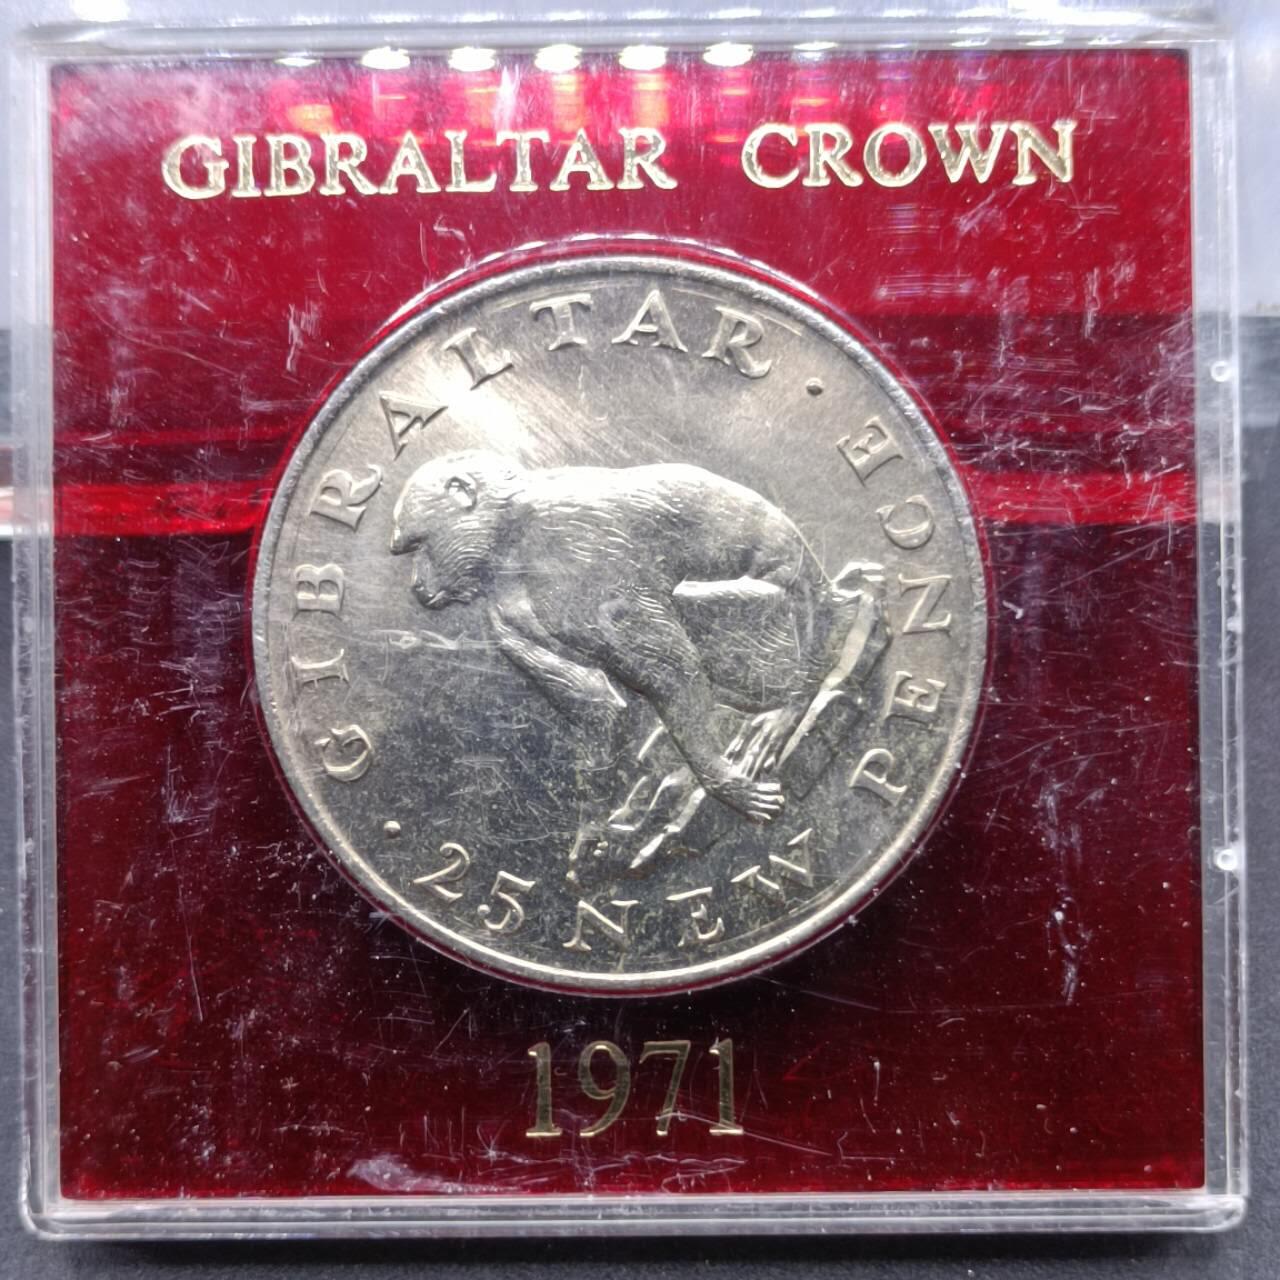 GIBRALTAR CROWN
GIBRALTAR · 25 NEW PENCE ·
1971